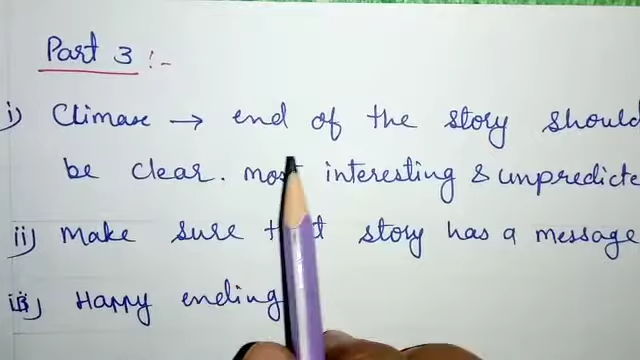 Part 3 :-
i) Climax → end of the story should
be clear. most interesting & unpredicte
ii) Make sure that story has a message
iii) Happy ending